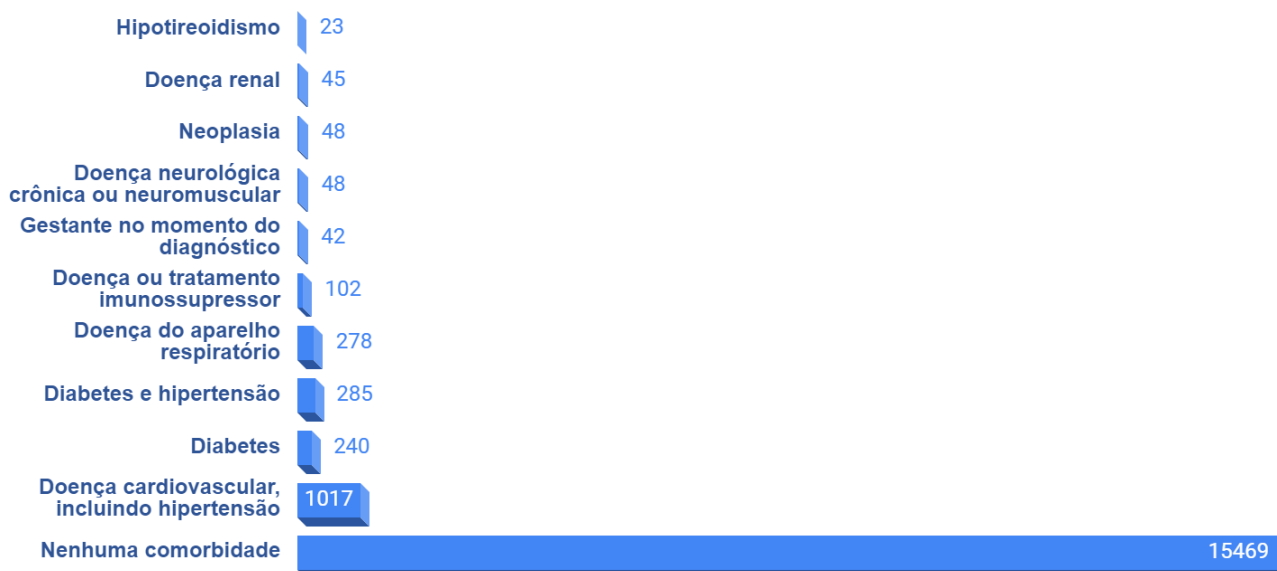 Hipotireoidismo 23
Doença renal 45
Neoplasia 48
Doença neurológica
crônica ou neuromuscular 48
Gestante no momento do
diagnóstico 42
Doença ou tratamento
imunossupressor 102
Doença do aparelho
respiratório 278
Diabetes e hipertensão 285
Diabetes 240
Doença cardiovascular,
incluindo hipertensão 1017
Nenhuma comorbidade 15469